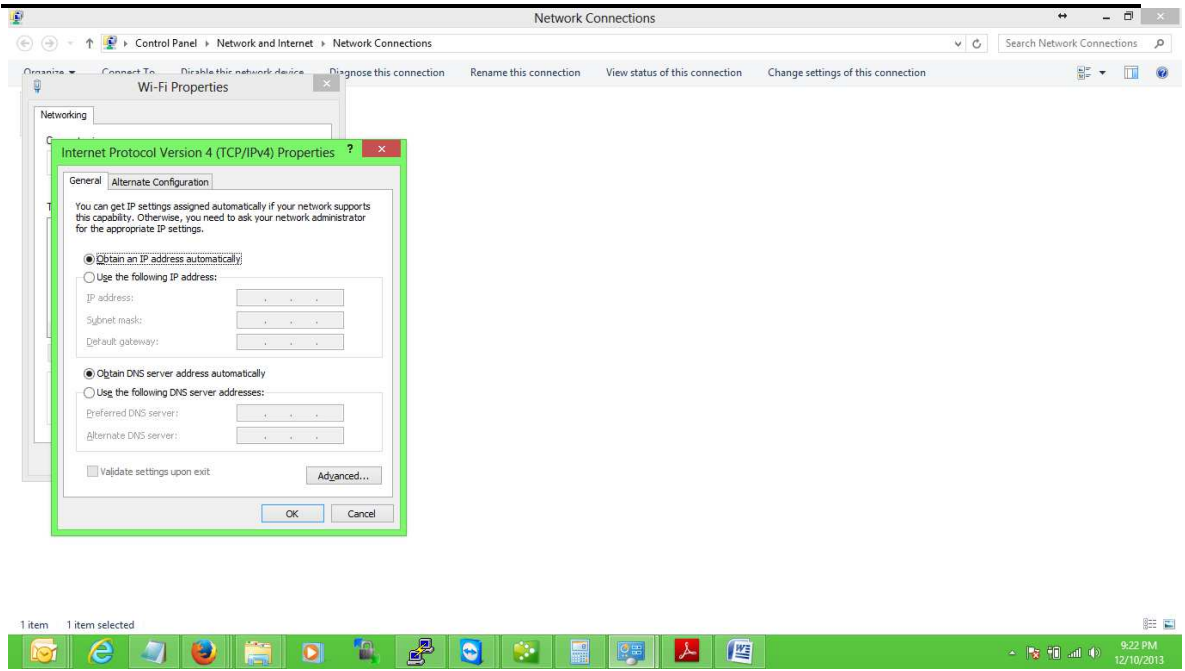 Network Connections
Control Panel Network and Internet Network Connections
Search Network Connections
Organize Connect To Disable this network device Diagnose this connection Rename this connection View status of this connection Change settings of this connection
Wi-Fi Properties
Networking
Internet Protocol Version 4 (TCP/IPv4) Properties ?
General Alternate Configuration
You can get IP settings assigned automatically if your network supports
this capability. Otherwise, you need to ask your network administrator
for the appropriate IP settings.
Obtain an IP address automatically
Use the following IP address:
IP address:
Subnet mask:
Default gateway:
Obtain DNS server address automatically
Use the following DNS server addresses:
Preferred DNS server:
Alternate DNS server:
Validate settings upon exit
Advanced...
OK Cancel
1 item 1 item selected
9:22 PM
12/10/2013